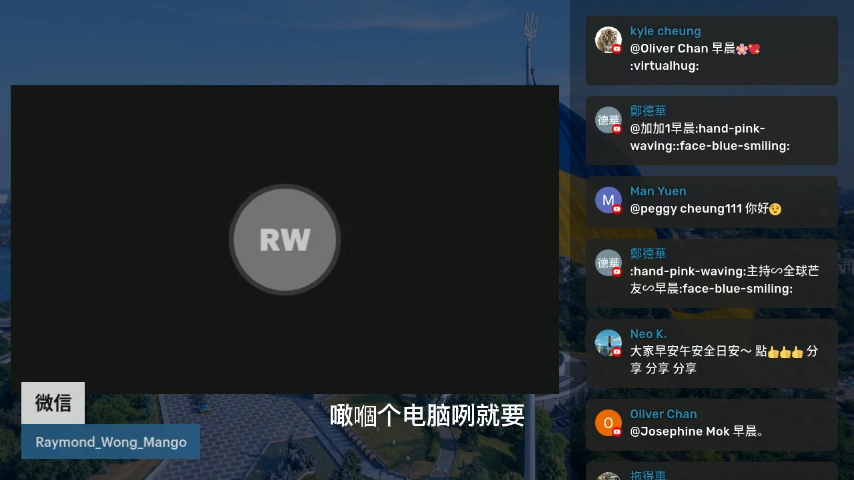 RW
微信
Raymond_Wong_Mango
噉嗰个电脑咧就要
kyle cheung
@Oliver Chan 早晨🌸💘
:virtualhug:
德華
鄭德華
@加加1早晨:hand-pink-
waving::face-blue-smiling:
M
Man Yuen
@peggy cheung111 你好😉
德華
鄭德華
:hand-pink-waving:主持∽全球芒
友∽早晨:face-blue-smiling:
Neo K.
大家早安午安全日安～ 點👍👍👍 分
享 分享 分享
O
Oliver Chan
@Josephine Mok 早晨。